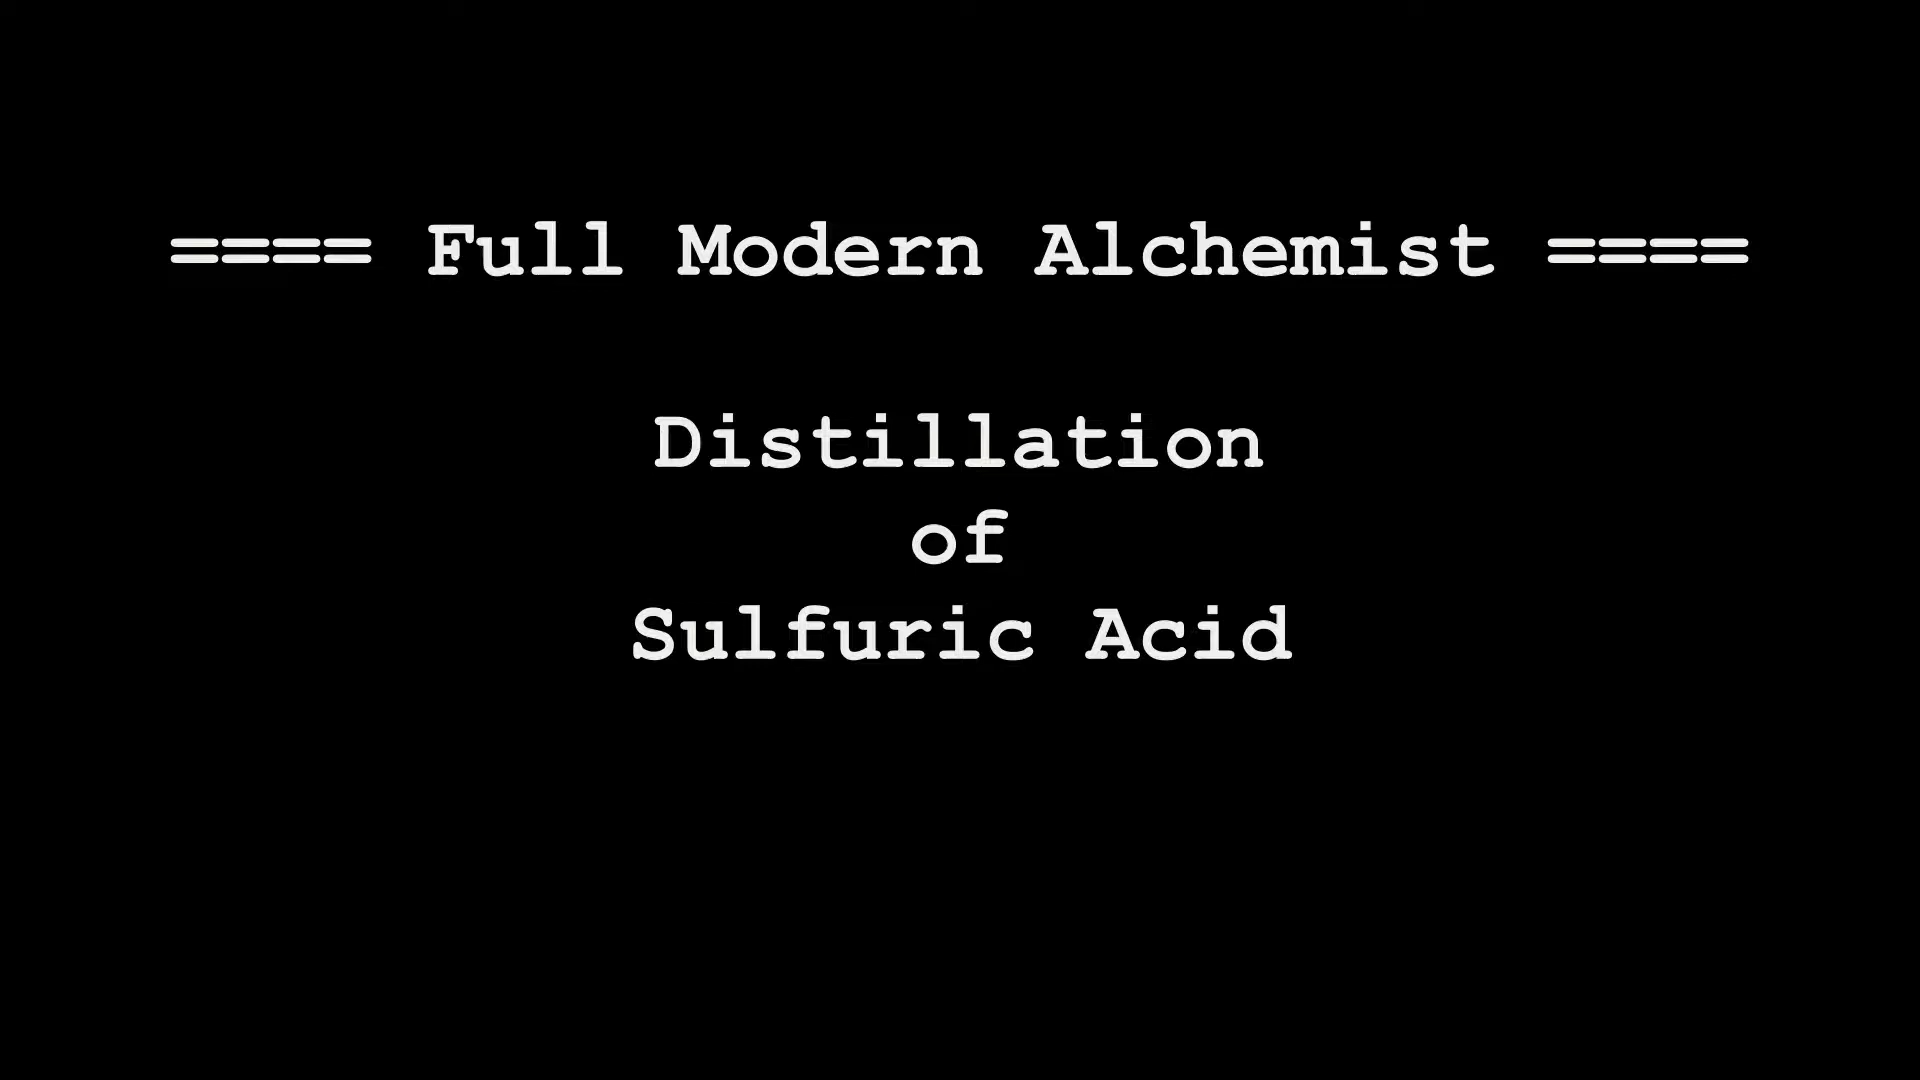 ==== Full Modern Alchemist ====
Distillation
of
Sulfuric Acid